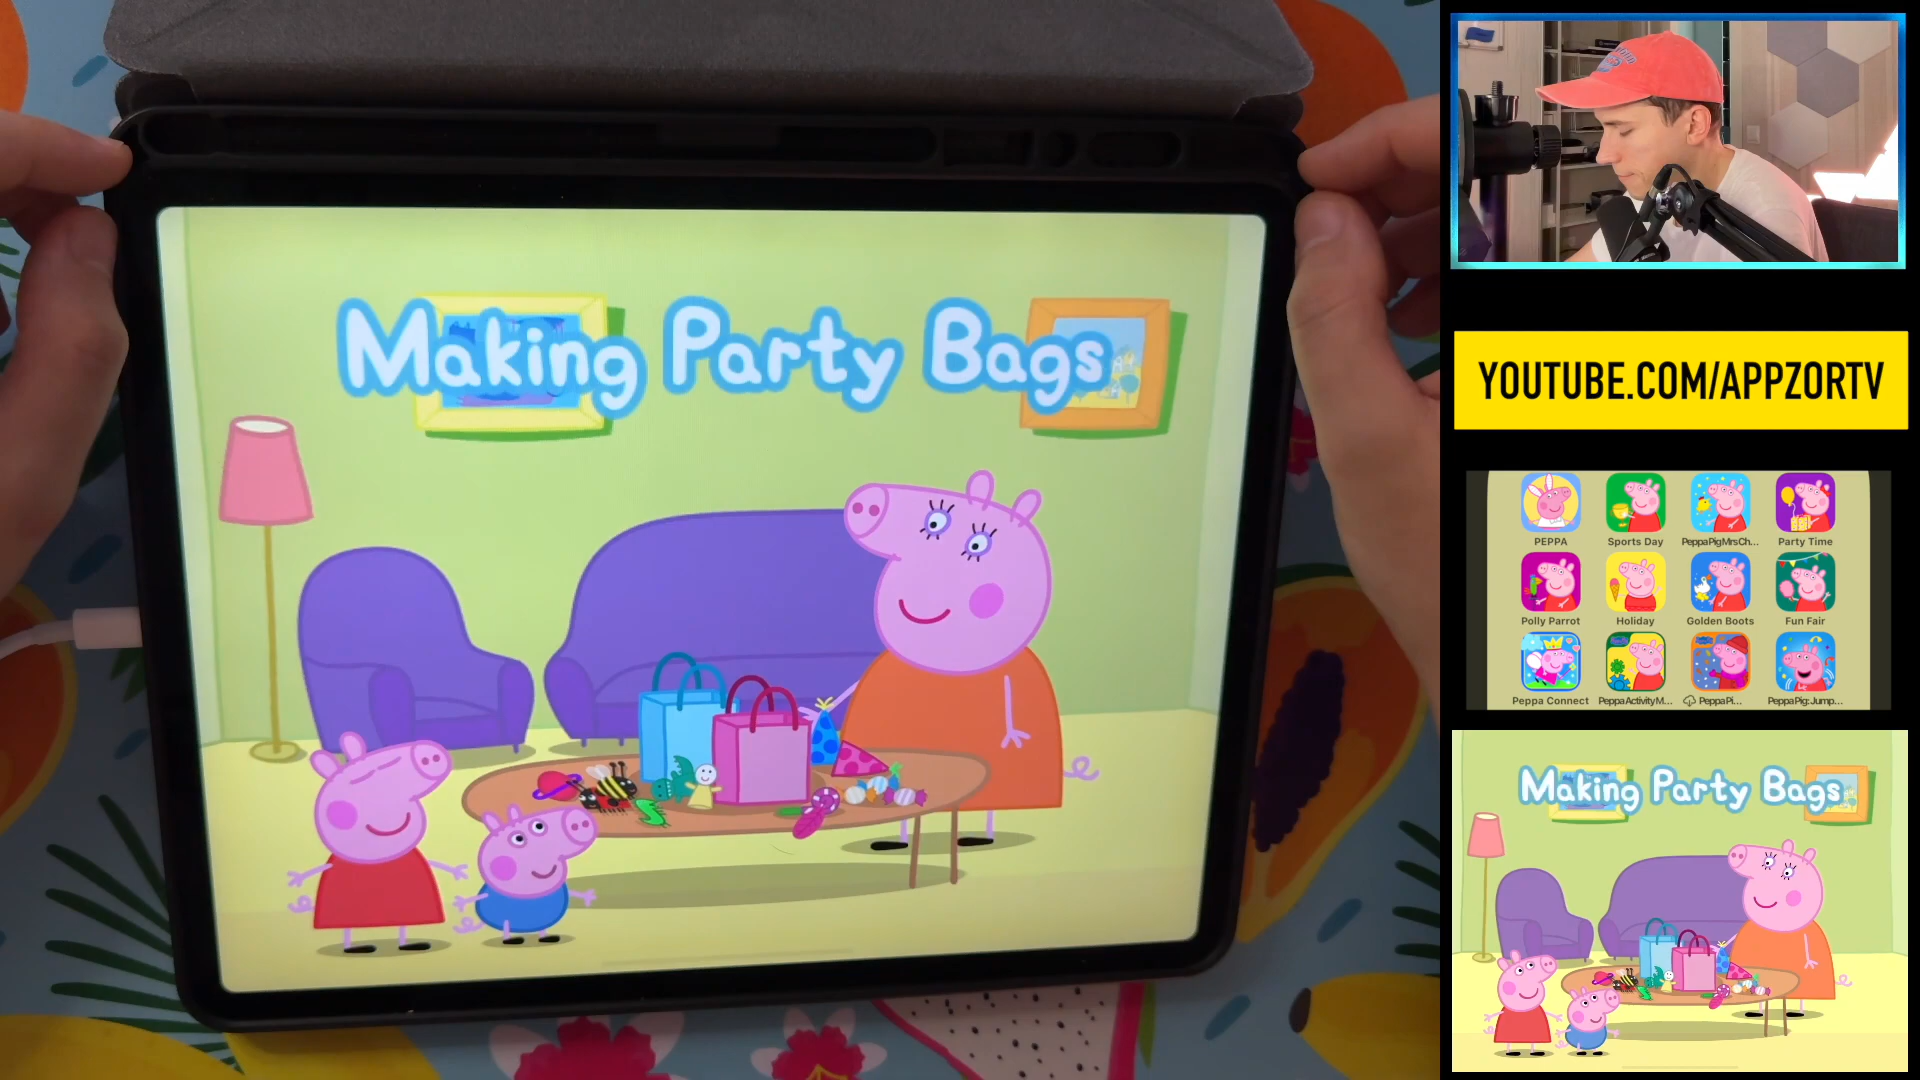 Making Party Bags
YOUTUBE.COM/APPZORTV
PEPPA
Sports Day
PeppaPigMrsCh...
Party Time
Polly Parrot
Holiday
Golden Boots
Fun Fair
Peppa Connect
PeppaActivityM...
PeppaPi...
PeppaPig:Jump...
Making Party Bags